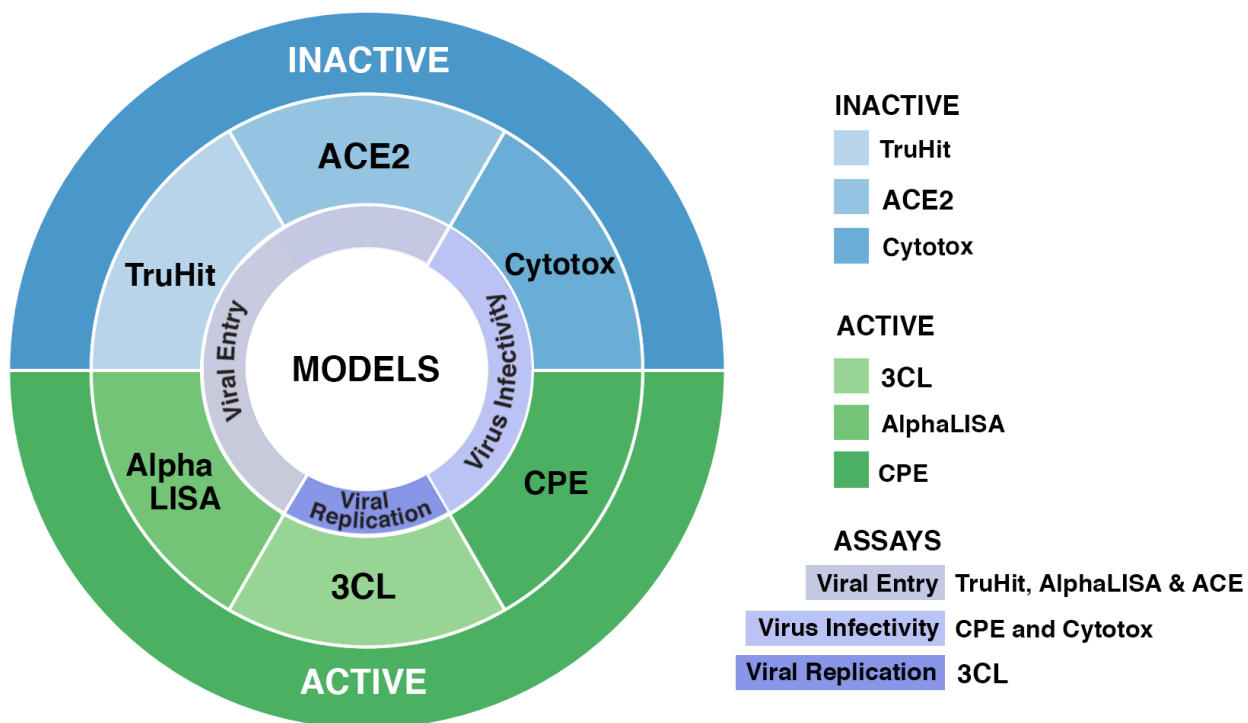 INACTIVE
ACE2
TruHit
Cytotox
Viral Entry
Virus Infectivity
MODELS
Alpha
LISA
CPE
Viral
Replication
3CL
ACTIVE
INACTIVE
TruHit
ACE2
Cytotox
ACTIVE
3CL
AlphaLISA
CPE
ASSAYS
Viral Entry TruHit, AlphaLISA & ACE
Virus Infectivity CPE and Cytotox
Viral Replication 3CL